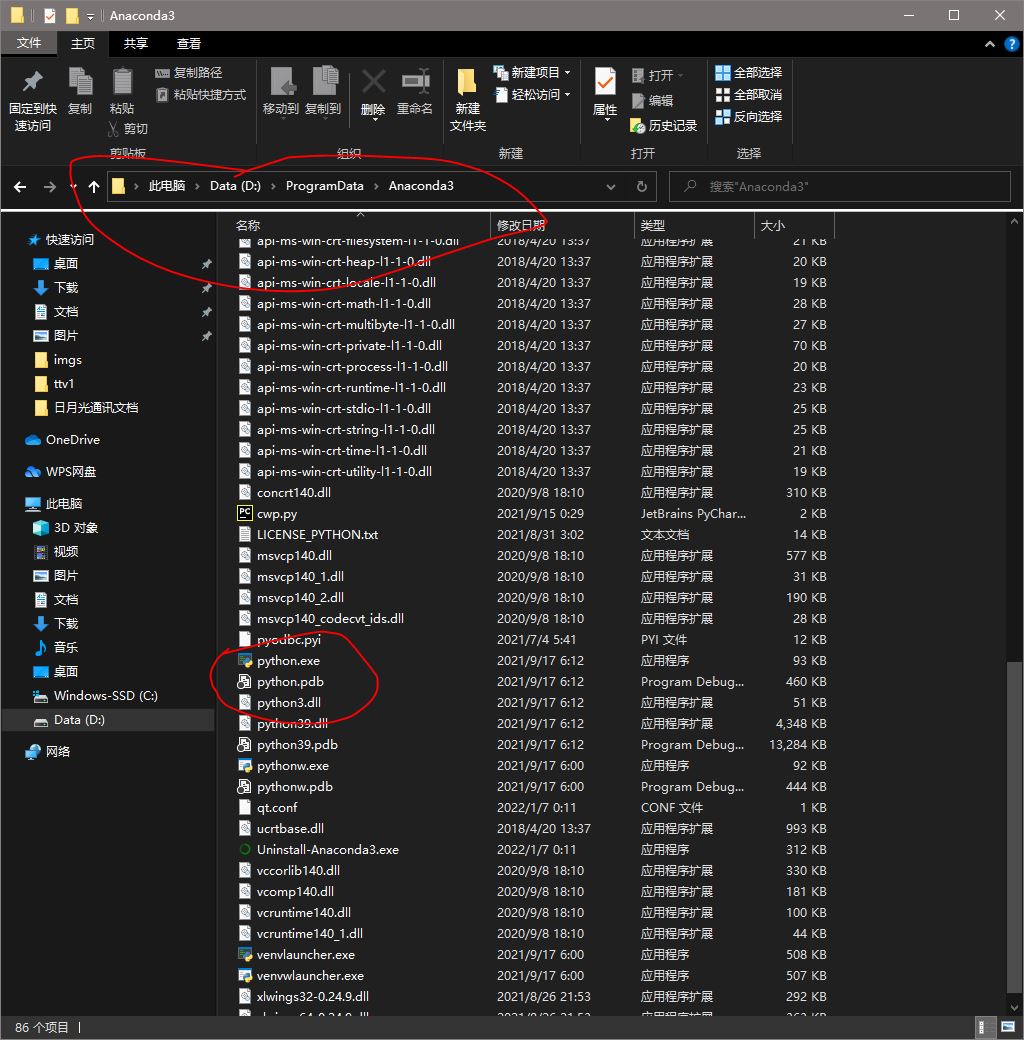 Anaconda3
文件 主页 共享 查看
固定到快速访问
复制
粘贴
复制路径
粘贴快捷方式
剪切
剪贴板
移动到
复制到
删除
重命名
组织
新建文件夹
新建项目
轻松访问
新建
属性
打开
编辑
历史记录
打开
全部选择
全部取消
反向选择
选择
此电脑 › Data (D:) › ProgramData › Anaconda3
搜索"Anaconda3"
快速访问
桌面
下载
文档
图片
imgs
ttv1
日月光通讯文档
OneDrive
WPS网盘
此电脑
3D 对象
视频
图片
文档
下载
音乐
桌面
Windows-SSD (C:)
Data (D:)
网络
名称 修改日期 类型 大小
api-ms-win-crt-filesystem-l1-1-0.dll 2018/4/20 13:37 应用程序扩展 21 KB
api-ms-win-crt-heap-l1-1-0.dll 2018/4/20 13:37 应用程序扩展 20 KB
api-ms-win-crt-locale-l1-1-0.dll 2018/4/20 13:37 应用程序扩展 19 KB
api-ms-win-crt-math-l1-1-0.dll 2018/4/20 13:37 应用程序扩展 28 KB
api-ms-win-crt-multibyte-l1-1-0.dll 2018/4/20 13:37 应用程序扩展 27 KB
api-ms-win-crt-private-l1-1-0.dll 2018/4/20 13:37 应用程序扩展 70 KB
api-ms-win-crt-process-l1-1-0.dll 2018/4/20 13:37 应用程序扩展 20 KB
api-ms-win-crt-runtime-l1-1-0.dll 2018/4/20 13:37 应用程序扩展 23 KB
api-ms-win-crt-stdio-l1-1-0.dll 2018/4/20 13:37 应用程序扩展 25 KB
api-ms-win-crt-string-l1-1-0.dll 2018/4/20 13:37 应用程序扩展 25 KB
api-ms-win-crt-time-l1-1-0.dll 2018/4/20 13:37 应用程序扩展 21 KB
api-ms-win-crt-utility-l1-1-0.dll 2018/4/20 13:37 应用程序扩展 19 KB
concrt140.dll 2020/9/8 18:10 应用程序扩展 310 KB
cwp.py 2021/9/15 0:29 JetBrains PyChar... 2 KB
LICENSE_PYTHON.txt 2021/8/31 3:02 文本文档 14 KB
msvcp140.dll 2020/9/8 18:10 应用程序扩展 577 KB
msvcp140_1.dll 2020/9/8 18:10 应用程序扩展 31 KB
msvcp140_2.dll 2020/9/8 18:10 应用程序扩展 190 KB
msvcp140_codecvt_ids.dll 2020/9/8 18:10 应用程序扩展 28 KB
pyodbc.pyi 2021/7/4 5:41 PYI 文件 12 KB
python.exe 2021/9/17 6:12 应用程序 93 KB
python.pdb 2021/9/17 6:12 Program Debug... 460 KB
python3.dll 2021/9/17 6:12 应用程序扩展 51 KB
python39.dll 2021/9/17 6:12 应用程序扩展 4,348 KB
python39.pdb 2021/9/17 6:12 Program Debug... 13,284 KB
pythonw.exe 2021/9/17 6:00 应用程序 92 KB
pythonw.pdb 2021/9/17 6:00 Program Debug... 444 KB
qt.conf 2022/1/7 0:11 CONF 文件 1 KB
ucrtbase.dll 2018/4/20 13:37 应用程序扩展 993 KB
Uninstall-Anaconda3.exe 2022/1/7 0:11 应用程序 312 KB
vccorlib140.dll 2020/9/8 18:10 应用程序扩展 330 KB
vcomp140.dll 2020/9/8 18:10 应用程序扩展 181 KB
vcruntime140.dll 2020/9/8 18:10 应用程序扩展 100 KB
vcruntime140_1.dll 2020/9/8 18:10 应用程序扩展 44 KB
venvlauncher.exe 2021/9/17 6:00 应用程序 508 KB
venvwlauncher.exe 2021/9/17 6:00 应用程序 507 KB
xlwings32-0.24.9.dll 2021/8/26 21:53 应用程序扩展 292 KB
86 个项目